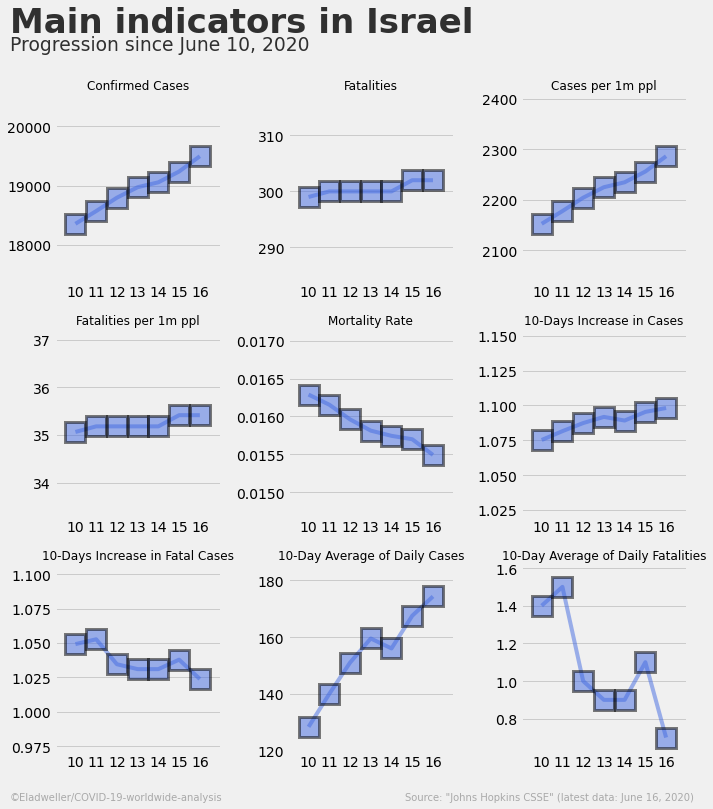 Main indicators in Israel
Progression since June 10, 2020
Confirmed Cases
20000
19000
18000
10 11 12 13 14 15 16
Fatalities
310
300
290
10 11 12 13 14 15 16
Cases per 1m ppl
2400
2300
2200
2100
10 11 12 13 14 15 16
Fatalities per 1m ppl
37
36
35
34
10 11 12 13 14 15 16
Mortality Rate
0.0170
0.0165
0.0160
0.0155
0.0150
10 11 12 13 14 15 16
10-Days Increase in Cases
1.150
1.125
1.100
1.075
1.050
1.025
10 11 12 13 14 15 16
10-Days Increase in Fatal Cases
1.100
1.075
1.050
1.025
1.000
0.975
10 11 12 13 14 15 16
10-Day Average of Daily Cases
180
160
140
120
10 11 12 13 14 15 16
10-Day Average of Daily Fatalities
1.6
1.4
1.2
1.0
0.8
10 11 12 13 14 15 16
©Eladweller/COVID-19-worldwide-analysis
Source: "Johns Hopkins CSSE" (latest data: June 16, 2020)